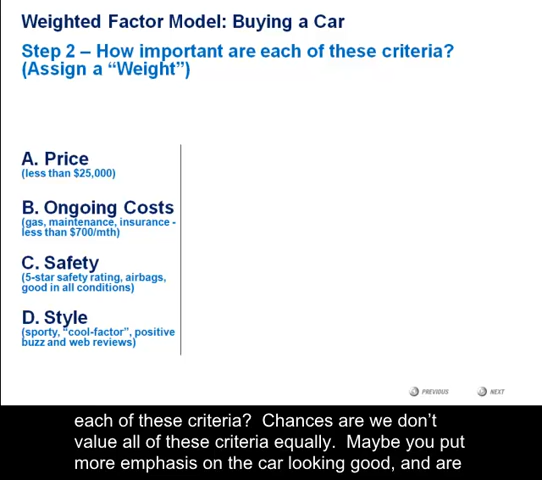 Weighted Factor Model: Buying a Car
Step 2 – How important are each of these criteria?
(Assign a “Weight”)
A. Price
(less than $25,000)
B. Ongoing Costs
(gas, maintenance, insurance -
less than $700/mth)
C. Safety
(5-star safety rating, airbags,
good in all conditions)
D. Style
(sporty, “cool-factor”, positive
buzz and web reviews)
PREVIOUS
NEXT
each of these criteria?  Chances are we don’t
value all of these criteria equally.  Maybe you put
more emphasis on the car looking good, and are